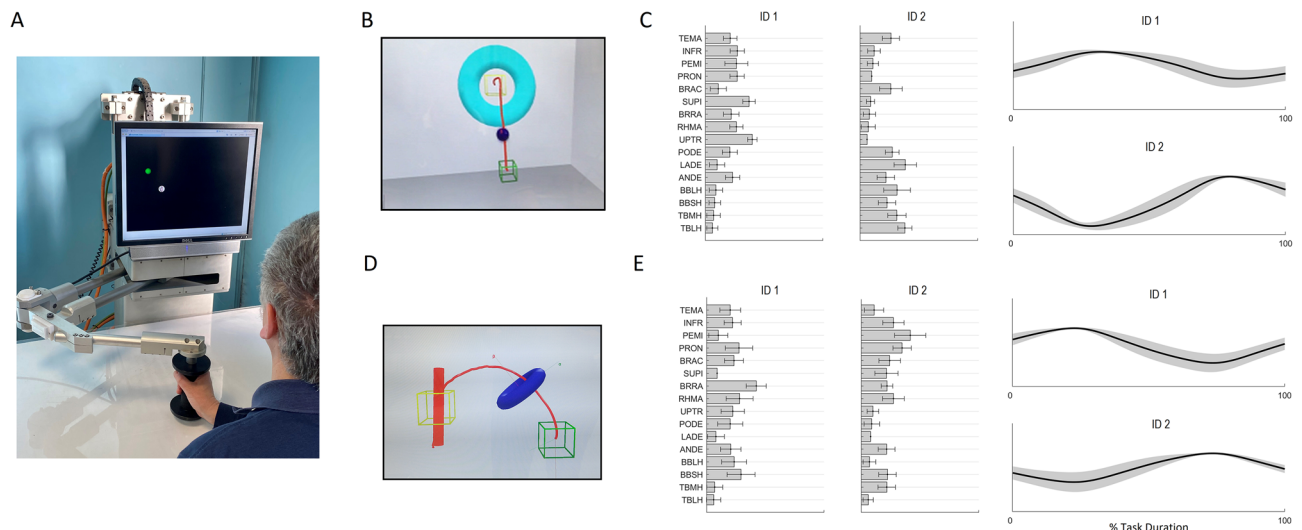 A
B
C
ID 1
ID 2
ID 1
TEMA
INFR
PEMI
PRON
BRAC
SUPI
BRRA
RHMA
UPTR
PODE
LADE
ANDE
BBLH
BBSH
TBMH
TBLH
0
100
ID 2
0
100
DELL
D
E
ID 1
ID 2
ID 1
TEMA
INFR
PEMI
PRON
BRAC
SUPI
BRRA
RHMA
UPTR
PODE
LADE
ANDE
BBLH
BBSH
TBMH
TBLH
0
100
ID 2
0
100
% Task Duration